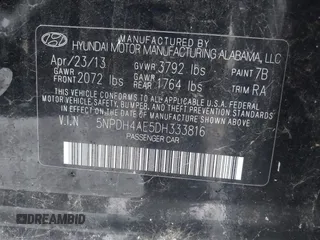 MANUFACTURED BY
HYUNDAI MOTOR MANUFACTURING ALABAMA, LLC
Apr/23/13 GVWR 3792 lbs PAINT 7B
GAWR FRONT 2072 lbs GAWR REAR 1764 lbs TRIM RA
THIS VEHICLE CONFORMS TO ALL APPLICABLE U.S. FEDERAL MOTOR
VEHICLE SAFETY, BUMPER, AND THEFT PREVENTION STANDARDS
IN EFFECT ON THE DATE OF MANUFACTURE SHOWN ABOVE.
V.I.N 5NPDH4AE5DH333816
PASSENGER CAR
DREAMBID